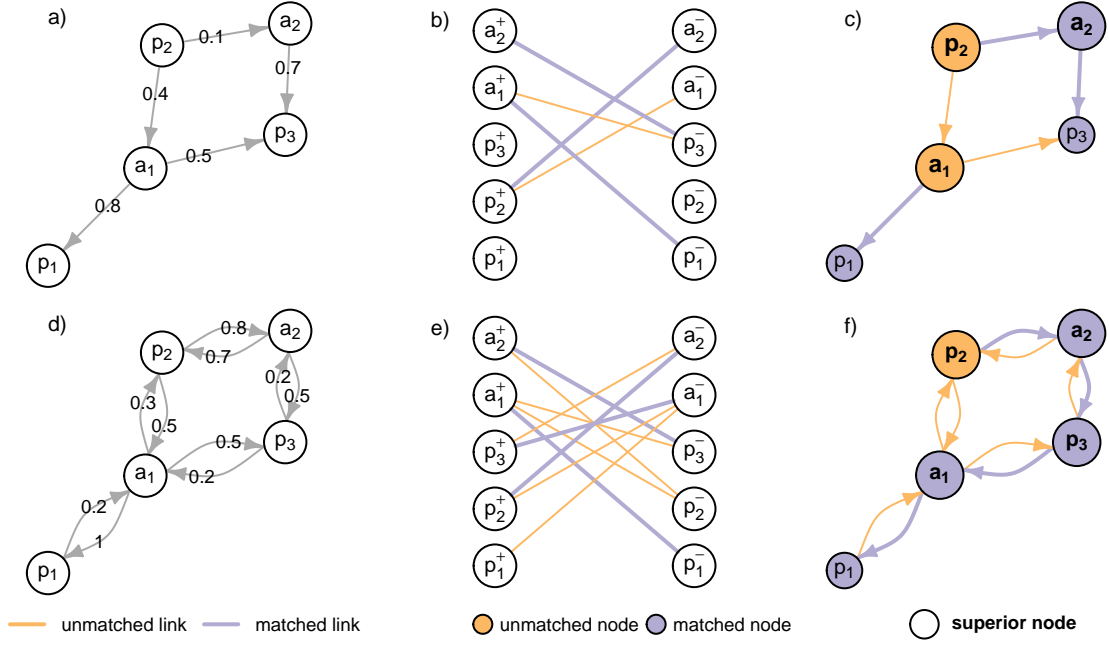 a)
p₂
0.1
a₂
0.4
0.7
a₁
0.5
p₃
0.8
p₁
b)
a₂⁺
a₂⁻
a₁⁺
a₁⁻
p₃⁺
p₃⁻
p₂⁺
p₂⁻
p₁⁺
p₁⁻
c)
p₂
a₂
a₁
p₃
p₁
d)
p₂
0.8
0.7
a₂
0.3
0.5
0.2
0.5
a₁
0.5
0.2
p₃
0.2
1
p₁
e)
a₂⁺
a₂⁻
a₁⁺
a₁⁻
p₃⁺
p₃⁻
p₂⁺
p₂⁻
p₁⁺
p₁⁻
f)
p₂
a₂
a₁
p₃
p₁
unmatched link
matched link
unmatched node
matched node
superior node